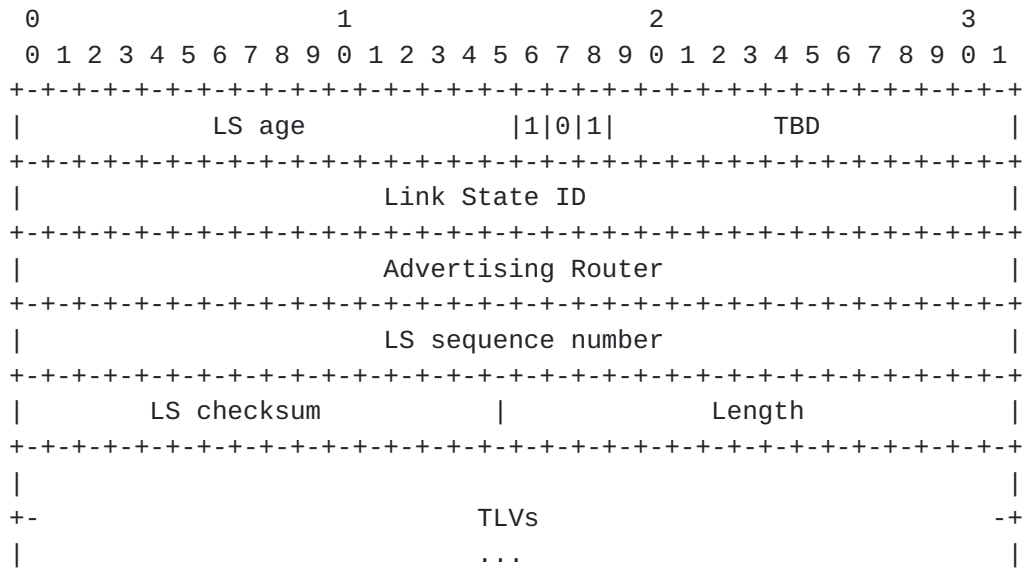 0                   1                   2                   3
 0 1 2 3 4 5 6 7 8 9 0 1 2 3 4 5 6 7 8 9 0 1 2 3 4 5 6 7 8 9 0 1
+-+-+-+-+-+-+-+-+-+-+-+-+-+-+-+-+-+-+-+-+-+-+-+-+-+-+-+-+-+-+-+-+
|            LS age             |1|0|1|          TBD            |
+-+-+-+-+-+-+-+-+-+-+-+-+-+-+-+-+-+-+-+-+-+-+-+-+-+-+-+-+-+-+-+-+
|                       Link State ID                           |
+-+-+-+-+-+-+-+-+-+-+-+-+-+-+-+-+-+-+-+-+-+-+-+-+-+-+-+-+-+-+-+-+
|                       Advertising Router                      |
+-+-+-+-+-+-+-+-+-+-+-+-+-+-+-+-+-+-+-+-+-+-+-+-+-+-+-+-+-+-+-+-+
|                       LS sequence number                      |
+-+-+-+-+-+-+-+-+-+-+-+-+-+-+-+-+-+-+-+-+-+-+-+-+-+-+-+-+-+-+-+-+
|        LS checksum           |             Length             |
+-+-+-+-+-+-+-+-+-+-+-+-+-+-+-+-+-+-+-+-+-+-+-+-+-+-+-+-+-+-+-+-+
|                                                               |
+-                            TLVs                             -+
|                             ...                               |